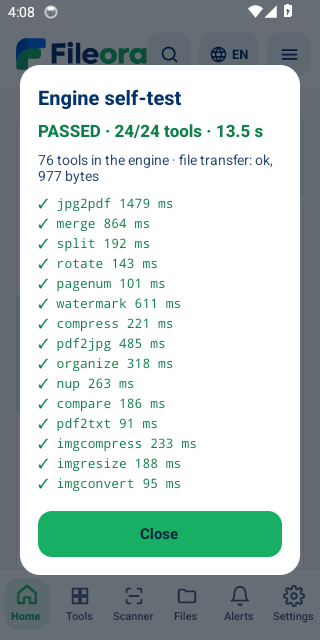 4:08
Fileora
EN
Engine self-test
PASSED · 24/24 tools · 13.5 s
76 tools in the engine · file transfer: ok,
977 bytes
✓ jpg2pdf 1479 ms
✓ merge 864 ms
✓ split 192 ms
✓ rotate 143 ms
✓ pagenum 101 ms
✓ watermark 611 ms
✓ compress 221 ms
✓ pdf2jpg 485 ms
✓ organize 318 ms
✓ nup 263 ms
✓ compare 186 ms
✓ pdf2txt 91 ms
✓ imgcompress 233 ms
✓ imgresize 188 ms
✓ imgconvert 95 ms
Close
Home Tools Scanner Files Alerts Settings